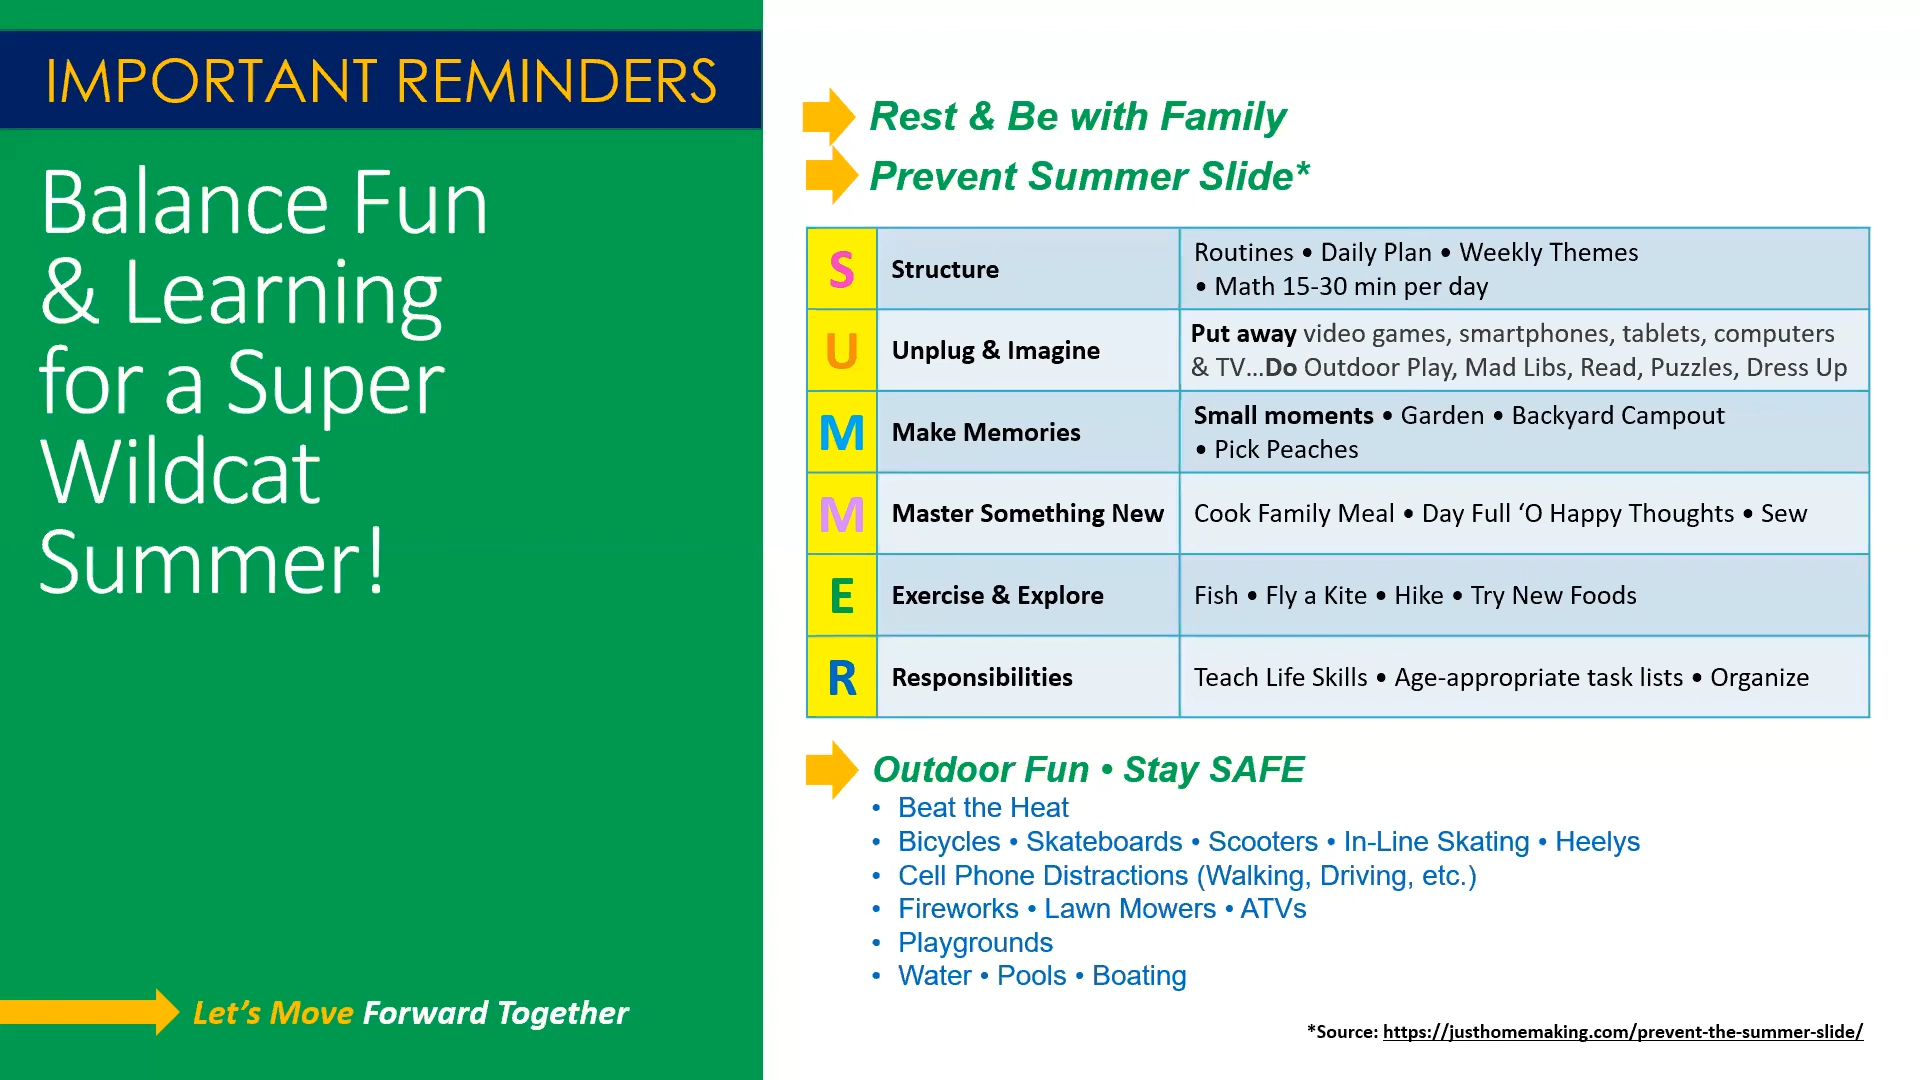 IMPORTANT REMINDERS
Balance Fun
& Learning
for a Super
Wildcat
Summer!
Let's Move Forward Together
Rest & Be with Family
Prevent Summer Slide*
S Structure Routines • Daily Plan • Weekly Themes
• Math 15-30 min per day
U Unplug & Imagine Put away video games, smartphones, tablets, computers
& TV...Do Outdoor Play, Mad Libs, Read, Puzzles, Dress Up
M Make Memories Small moments • Garden • Backyard Campout
• Pick Peaches
M Master Something New Cook Family Meal • Day Full ‘O Happy Thoughts • Sew
E Exercise & Explore Fish • Fly a Kite • Hike • Try New Foods
R Responsibilities Teach Life Skills • Age-appropriate task lists • Organize
Outdoor Fun • Stay SAFE
• Beat the Heat
• Bicycles • Skateboards • Scooters • In-Line Skating • Heelys
• Cell Phone Distractions (Walking, Driving, etc.)
• Fireworks • Lawn Mowers • ATVs
• Playgrounds
• Water • Pools • Boating
*Source: https://justhomemaking.com/prevent-the-summer-slide/